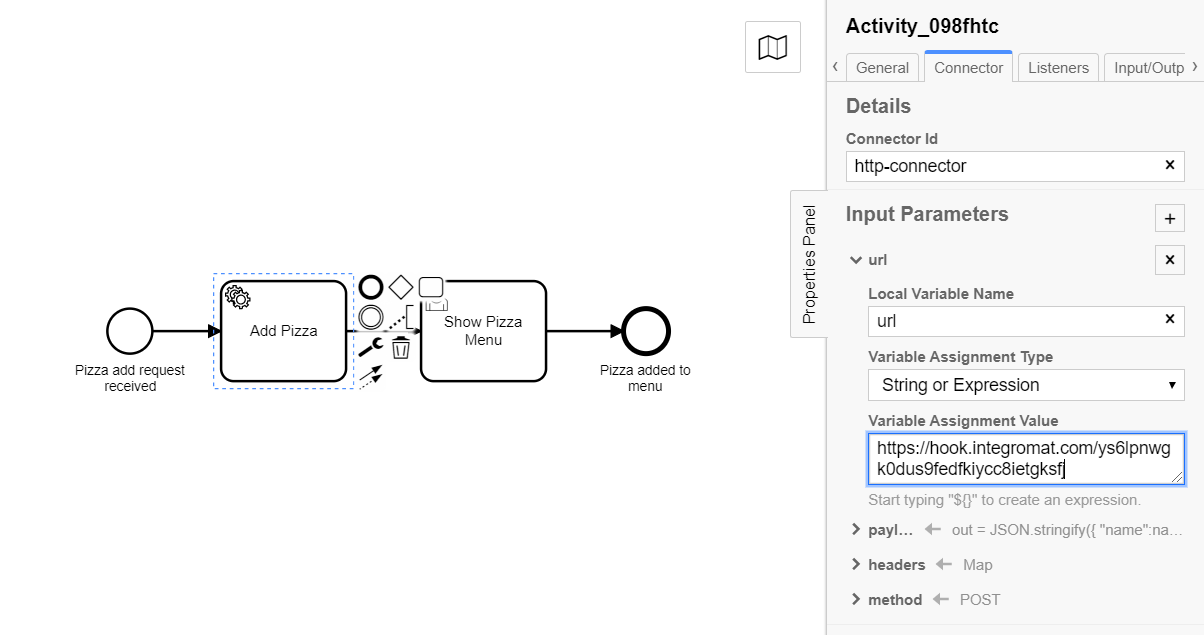 Activity_098fhtc
General
Connector
Listeners
Input/Outp
Details
Connector Id
http-connector
Input Parameters
url
Local Variable Name
url
Variable Assignment Type
String or Expression
Variable Assignment Value
https://hook.integromat.com/ys6lpnwg
k0dus9fedfkiycc8ietgksfj
Start typing "${}" to create an expression.
payl... out = JSON.stringify({ "name":na...
headers Map
method POST
Properties Panel
Pizza add request
received
Add Pizza
Show Pizza
Menu
Pizza added to
menu